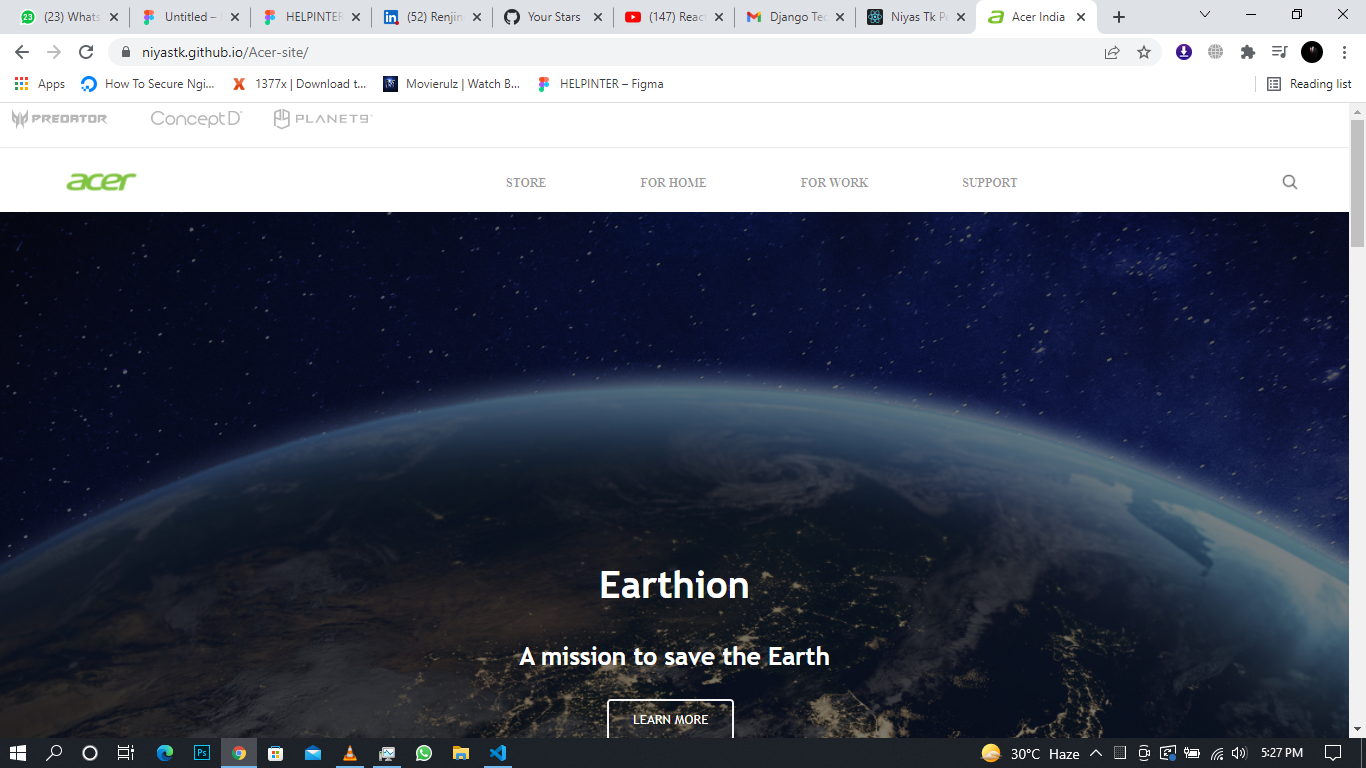 (23) Whats
Untitled –
HELPINTER
(52) Renjin
Your Stars
(147) Reac
Django Tec
Niyas Tk P
Acer India
niyastk.github.io/Acer-site/
Apps
How To Secure Ngi...
1377x | Download t...
Movierulz | Watch B...
HELPINTER – Figma
Reading list
PREDATOR
ConceptD
PLANET9
acer
STORE
FOR HOME
FOR WORK
SUPPORT
Earthion
A mission to save the Earth
LEARN MORE
Ps
30°C Haze
5:27 PM